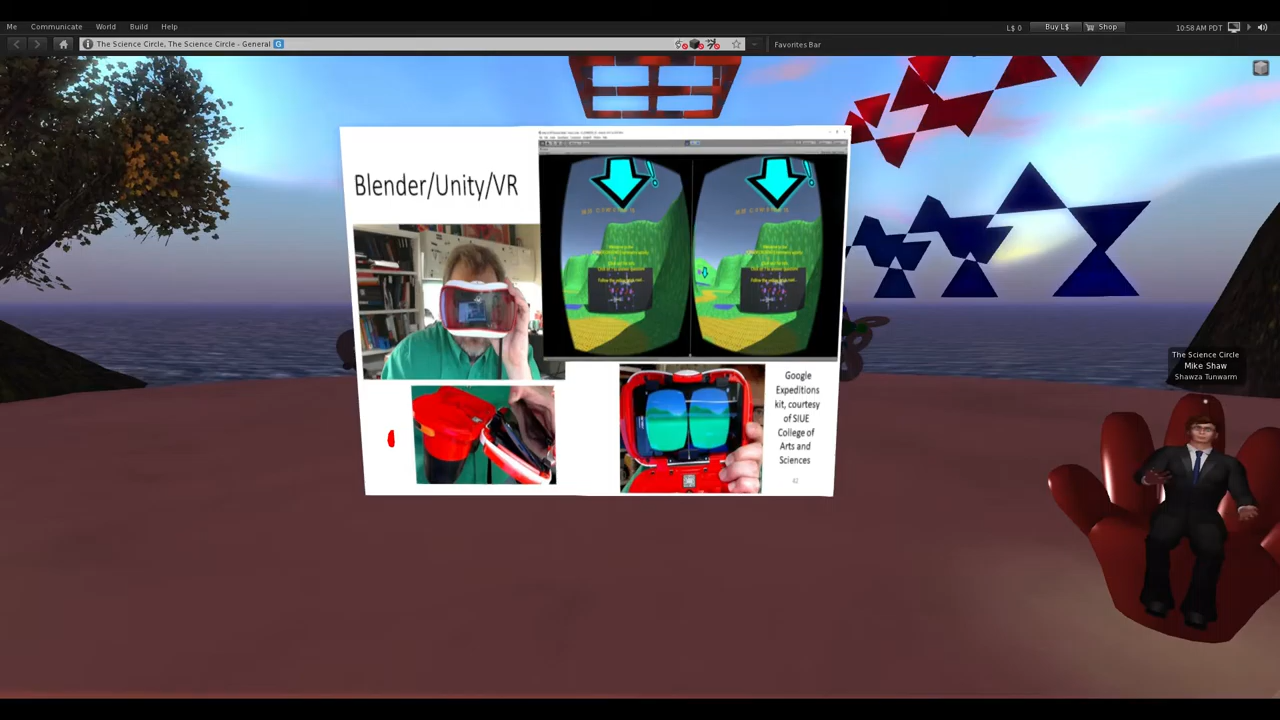 Me Communicate World Build Help
L$ 0 Buy L$ Shop 10:58 AM PDT
The Science Circle, The Science Circle - General G
Favorites Bar
Blender/Unity/VR
Google
Expeditions
kit, courtesy
of SIUE
College of
Arts and
Sciences
42
The Science Circle
Mike Shaw
Shawza Tunwarm